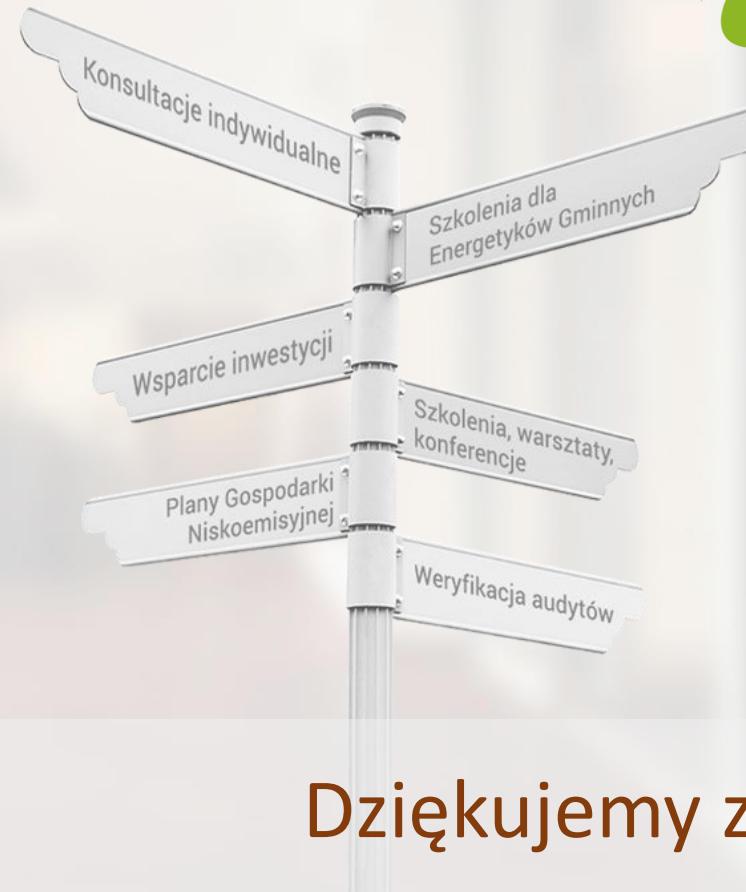 Konsultacje indywidualne
Szkolenia dla
Energetyków Gminnych
Wsparcie inwestycji
Szkolenia, warsztaty,
konferencje
Plany Gospodarki
Niskoemisyjnej
Weryfikacja audytów
Dziękujemy z